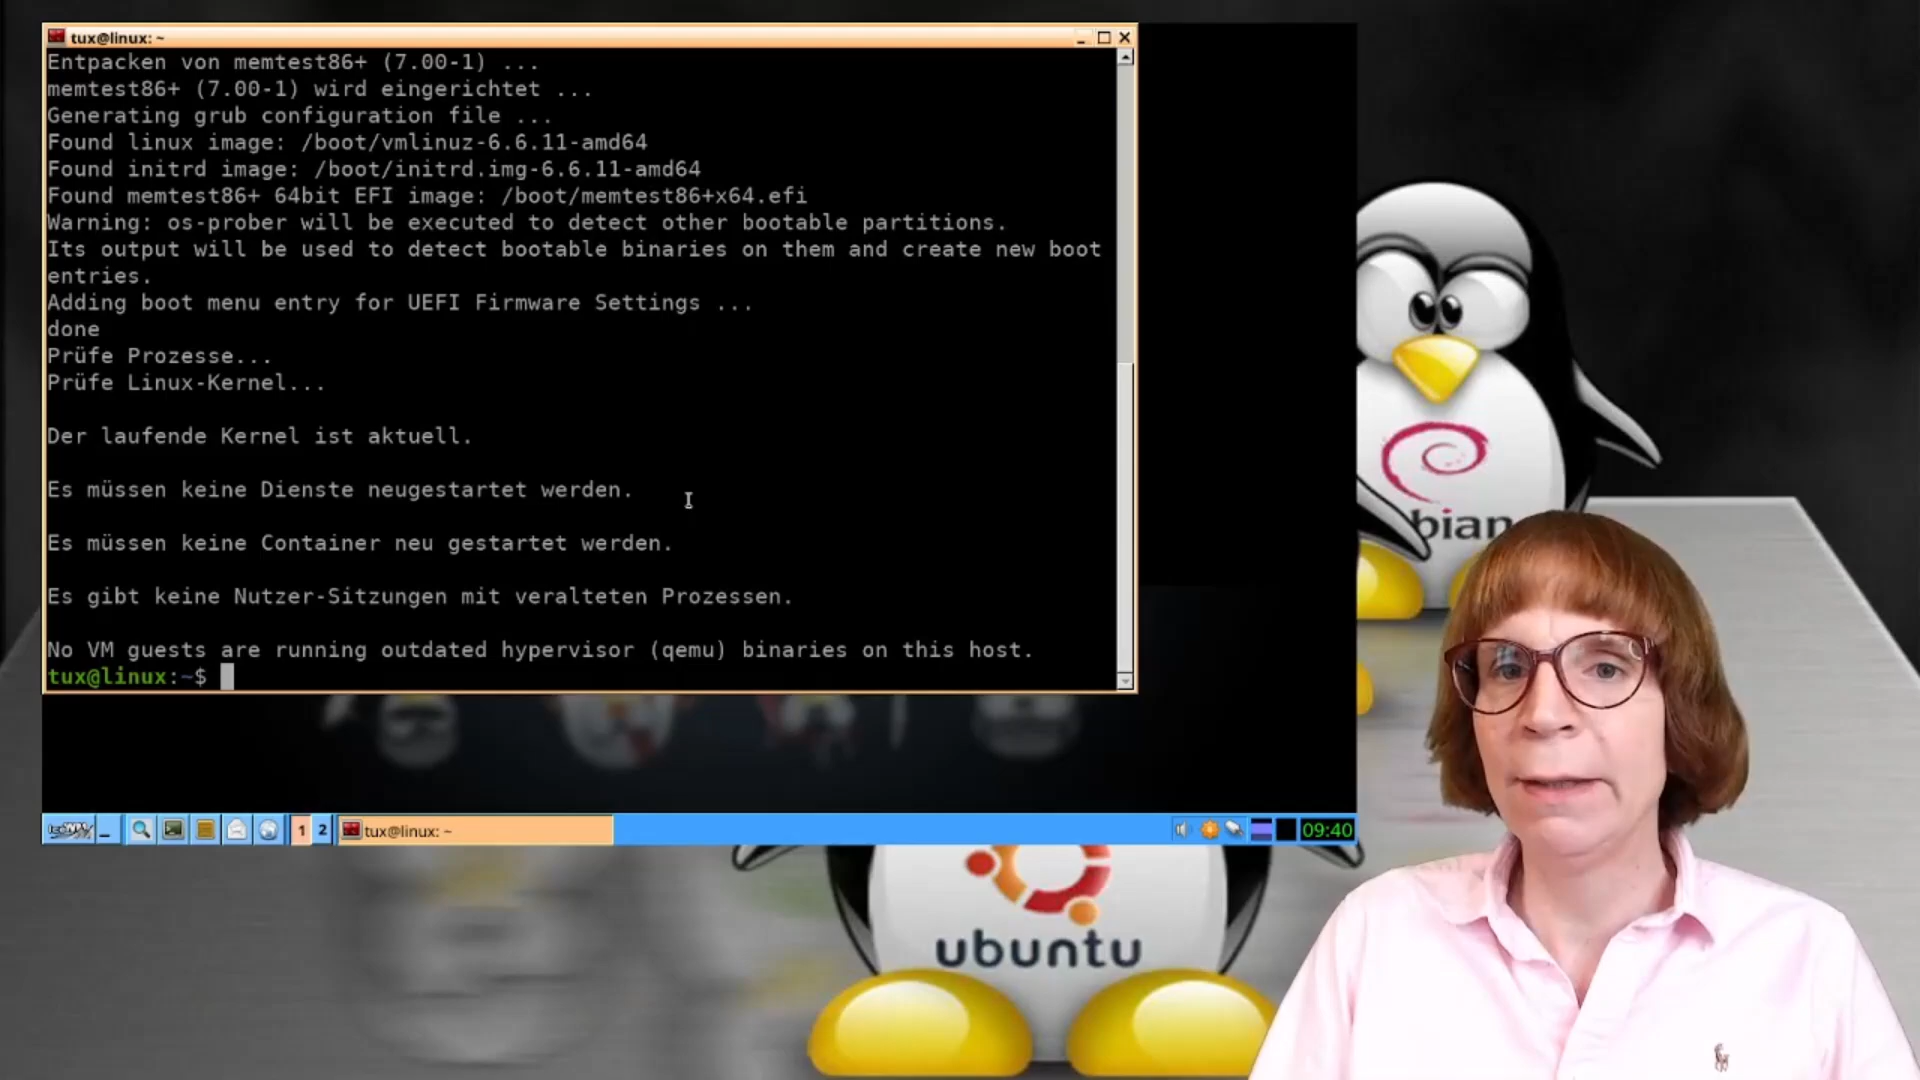 tux@linux: ~
Entpacken von memtest86+ (7.00-1) ...
memtest86+ (7.00-1) wird eingerichtet ...
Generating grub configuration file ...
Found linux image: /boot/vmlinuz-6.6.11-amd64
Found initrd image: /boot/initrd.img-6.6.11-amd64
Found memtest86+ 64bit EFI image: /boot/memtest86+x64.efi
Warning: os-prober will be executed to detect other bootable partitions.
Its output will be used to detect bootable binaries on them and create new boot
entries.
Adding boot menu entry for UEFI Firmware Settings ...
done
Prüfe Prozesse...
Prüfe Linux-Kernel...
Der laufende Kernel ist aktuell.
Es müssen keine Dienste neugestartet werden.
Es müssen keine Container neu gestartet werden.
Es gibt keine Nutzer-Sitzungen mit veralteten Prozessen.
No VM guests are running outdated hypervisor (qemu) binaries on this host.
tux@linux:~$
bian
IceWM
1 2
tux@linux: ~
09:40
ubuntu